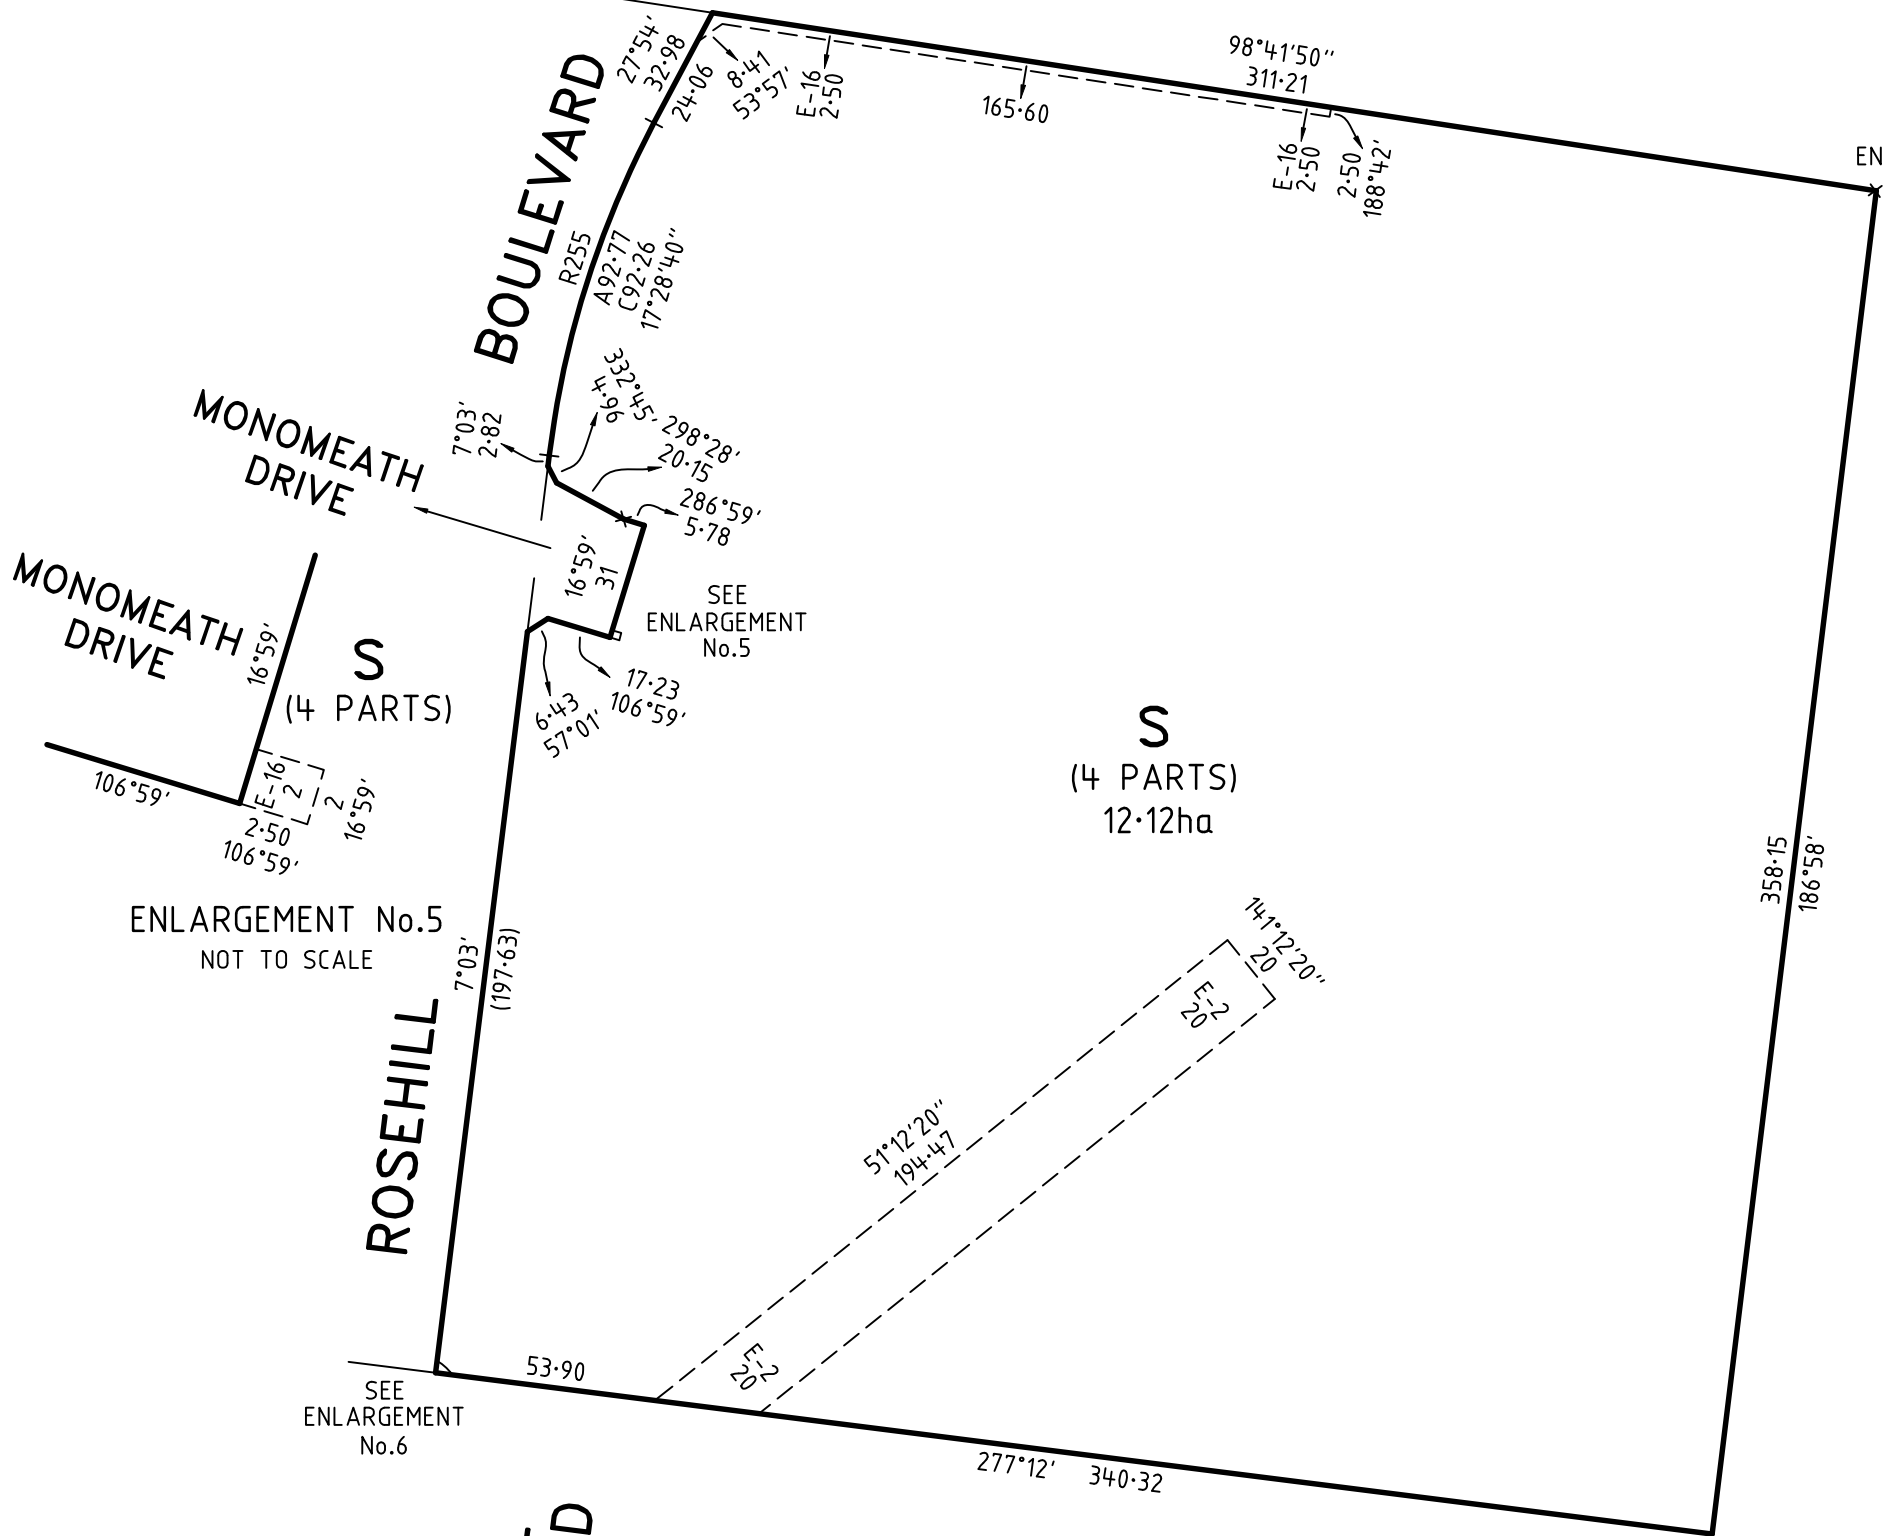 27°54'
32·98
24·06
8·41
53°57'
E-16
2·50
165·60
98°41'50''
311·21
E-16
2·50
2·50
188°42'
EN
BOULEVARD
R255
A92·77
C92·26
17°28'40''
7°03'
2·82
332°45'
4·96
298°28'
20·15
286°59'
5·78
MONOMEATH
DRIVE
16°59'
31
SEE
ENLARGEMENT
No.5
17·23
106°59'
6·43
57°01'
MONOMEATH
DRIVE
16°59'
S
(4 PARTS)
106°59'
E-16
2
2
16°59'
2·50
106°59'
ENLARGEMENT No.5
NOT TO SCALE
S
(4 PARTS)
12·12ha
358·15
186°58'
7°03'
(197·63)
ROSEHILL
141°12'20''
20
E-2
20
51°12'20''
194·47
E-2
20
53·90
SEE
ENLARGEMENT
No.6
277°12' 340·32